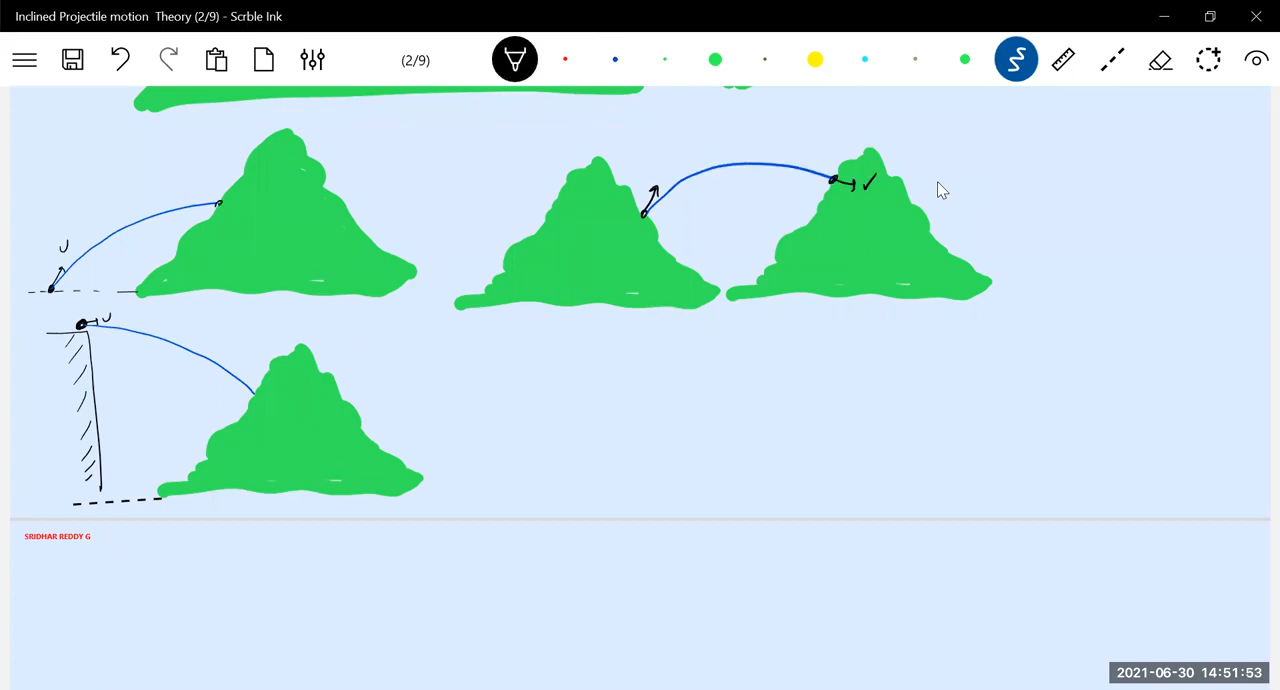 Inclined Projectile motion  Theory (2/9) - Scrble Ink
(2/9)
U
U
SRIDHAR REDDY G
2021-06-30 14:51:53